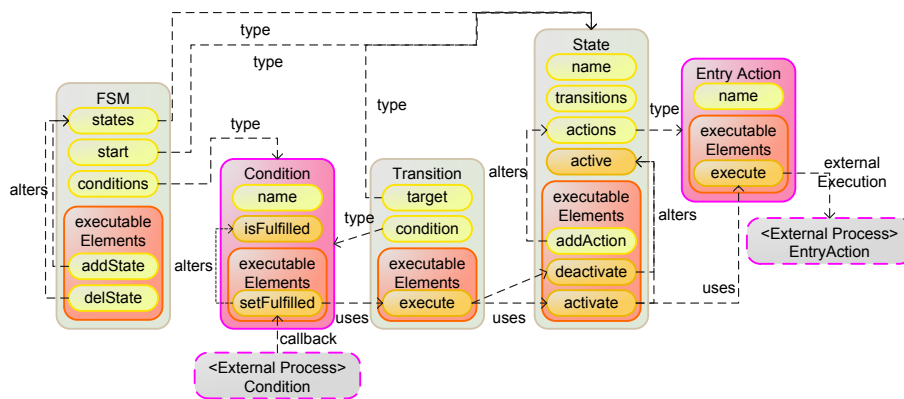 type
type
State
name
transitions
actions
active
executable
Elements
addAction
deactivate
activate
alters
type
Entry Action
name
executable
Elements
execute
external
Execution
<External Process>
EntryAction
uses
alters
FSM
states
start
conditions
executable
Elements
addState
delState
alters
type
Condition
name
isFulfilled
executable
Elements
setFulfilled
alters
callback
<External Process>
Condition
uses
type
type
Transition
target
condition
executable
Elements
execute
uses